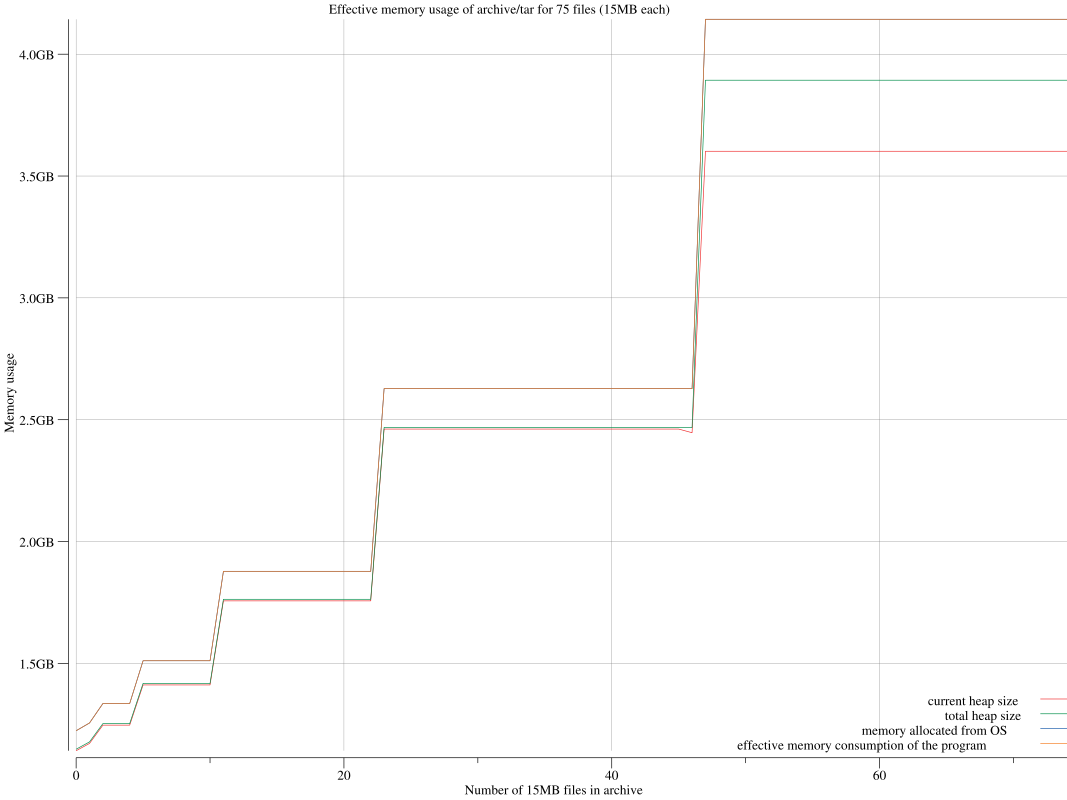 Effective memory usage of archive/tar for 75 files (15MB each)
4.0GB
3.5GB
3.0GB
2.5GB
2.0GB
1.5GB
Memory usage
current heap size
total heap size
memory allocated from OS
effective memory consumption of the program
0 20 40 60
Number of 15MB files in archive